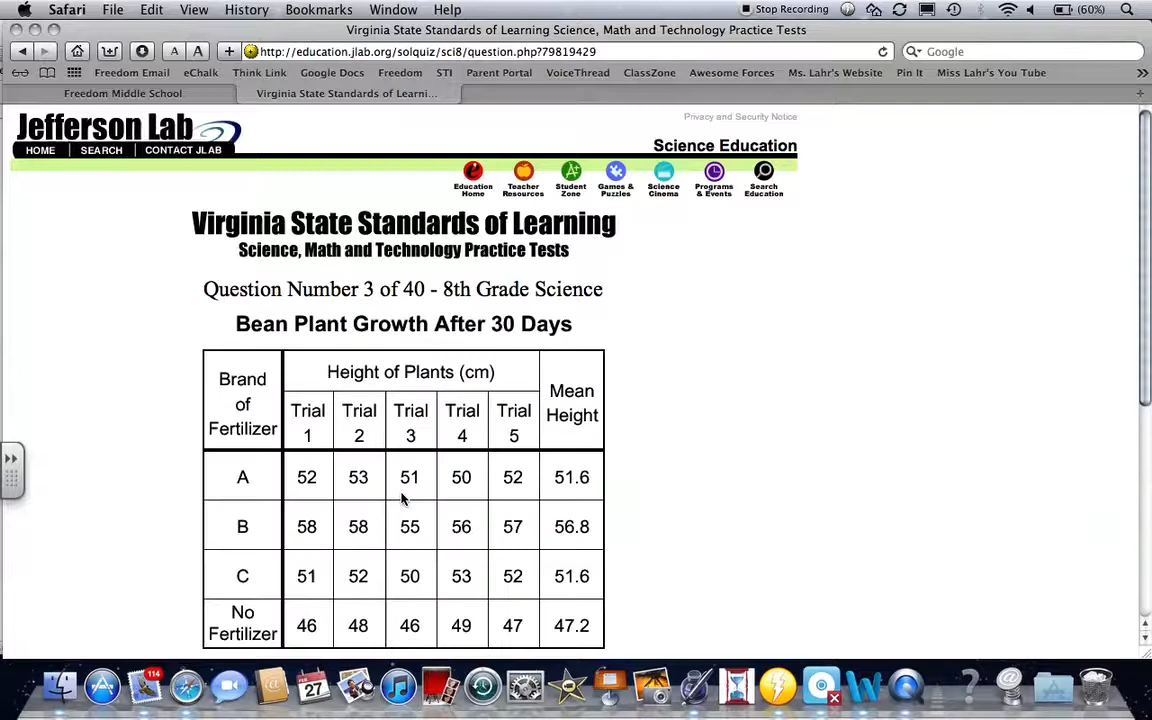 Safari File Edit View History Bookmarks Window Help Stop Recording (60%)
Virginia State Standards of Learning Science, Math and Technology Practice Tests
A A + http://education.jlab.org/solquiz/sci8/question.php?79819429 Google
Freedom Email eChalk Think Link Google Docs Freedom STI Parent Portal VoiceThread ClassZone Awesome Forces Ms. Lahr's Website Pin It Miss Lahr's You Tube
Freedom Middle School Virginia State Standards of Learni...
Privacy and Security Notice
Jefferson Lab
HOME SEARCH CONTACT JLAB
Science Education
Education Home
Teacher Resources
Student Zone
Games & Puzzles
Science Cinema
Programs & Events
Search Education
Virginia State Standards of Learning
Science, Math and Technology Practice Tests
Question Number 3 of 40 - 8th Grade Science
Bean Plant Growth After 30 Days
Brand of Fertilizer
Height of Plants (cm)
Mean Height
Trial 1 Trial 2 Trial 3 Trial 4 Trial 5
A 52 53 51 50 52 51.6
B 58 58 55 56 57 56.8
C 51 52 50 53 52 51.6
No Fertilizer 46 48 46 49 47 47.2
114
27